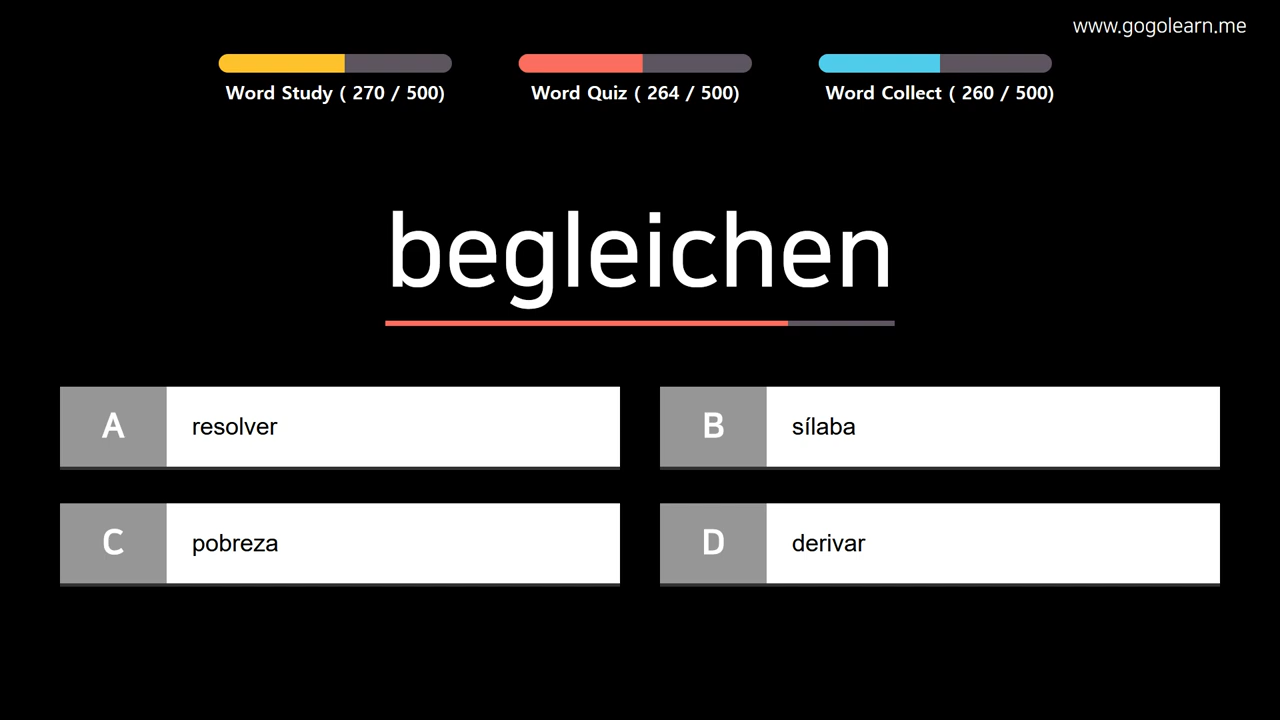 www.gogolearn.me
Word Study ( 270 / 500)
Word Quiz ( 264 / 500)
Word Collect ( 260 / 500)
begleichen
A resolver
B sílaba
C pobreza
D derivar